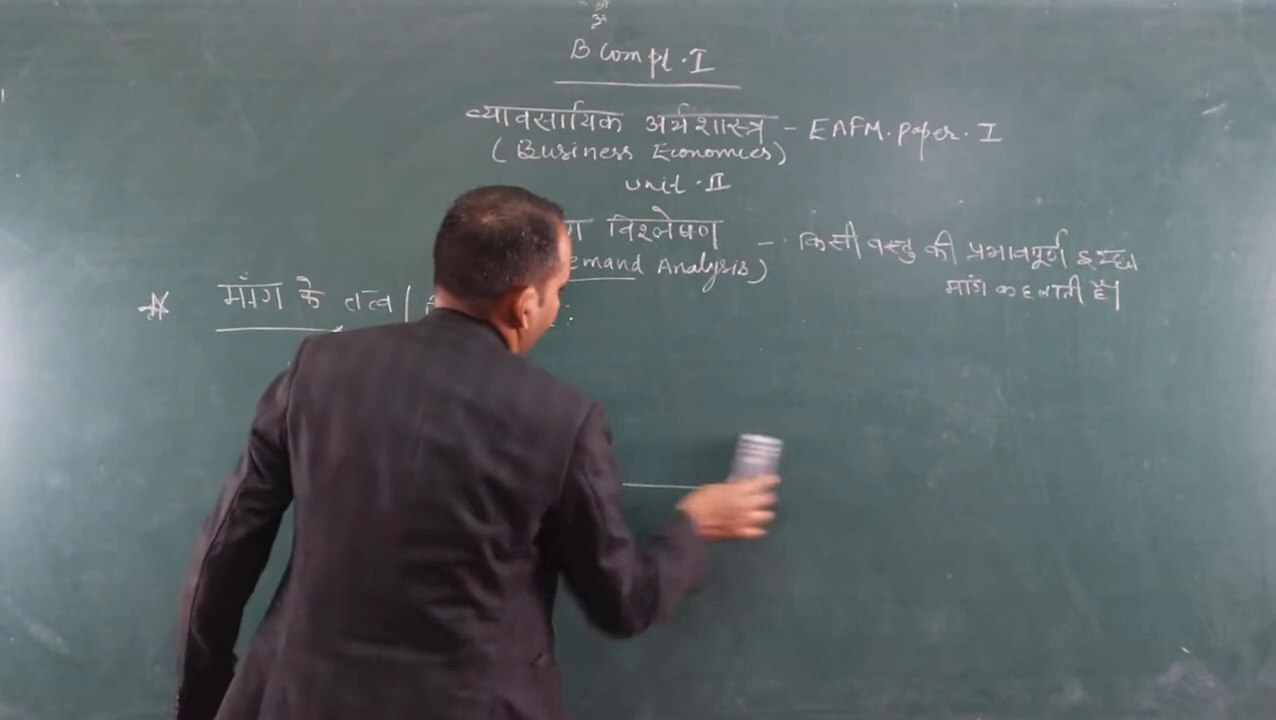 B Com pt. I
व्यावसायिक अर्थशास्त्र - EAFM. paper. I
(Business Economics)
unit. II
विश्लेषण - किसी वस्तु की प्रभावपूर्ण इच्छा
emand Analysis) मांग कहलाती है।
मांग के तत्व /